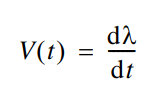 V(t) = dλ/dt